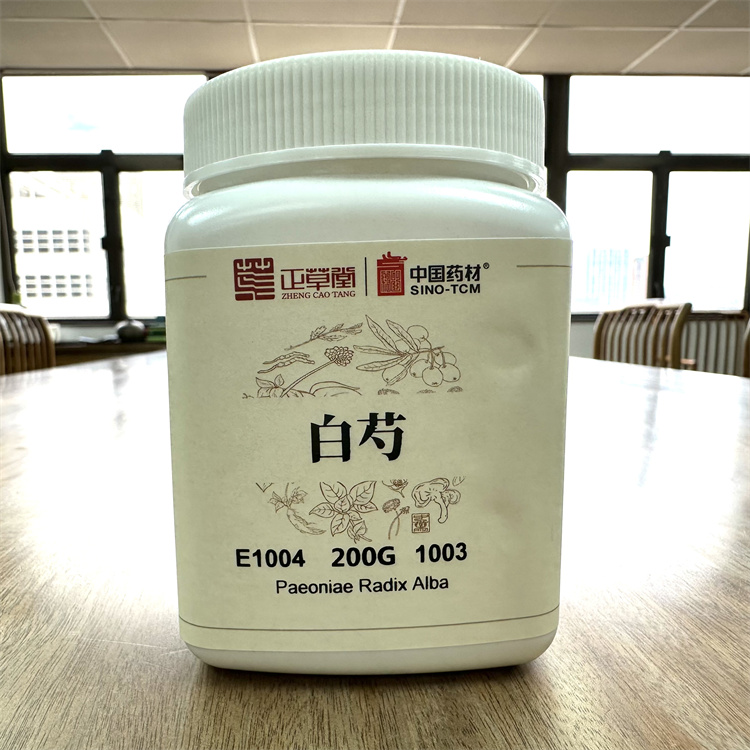 正草堂 中国药材®
ZHENG CAO TANG SINO-TCM
白芍
E1004 200G 1003
Paeoniae Radix Alba